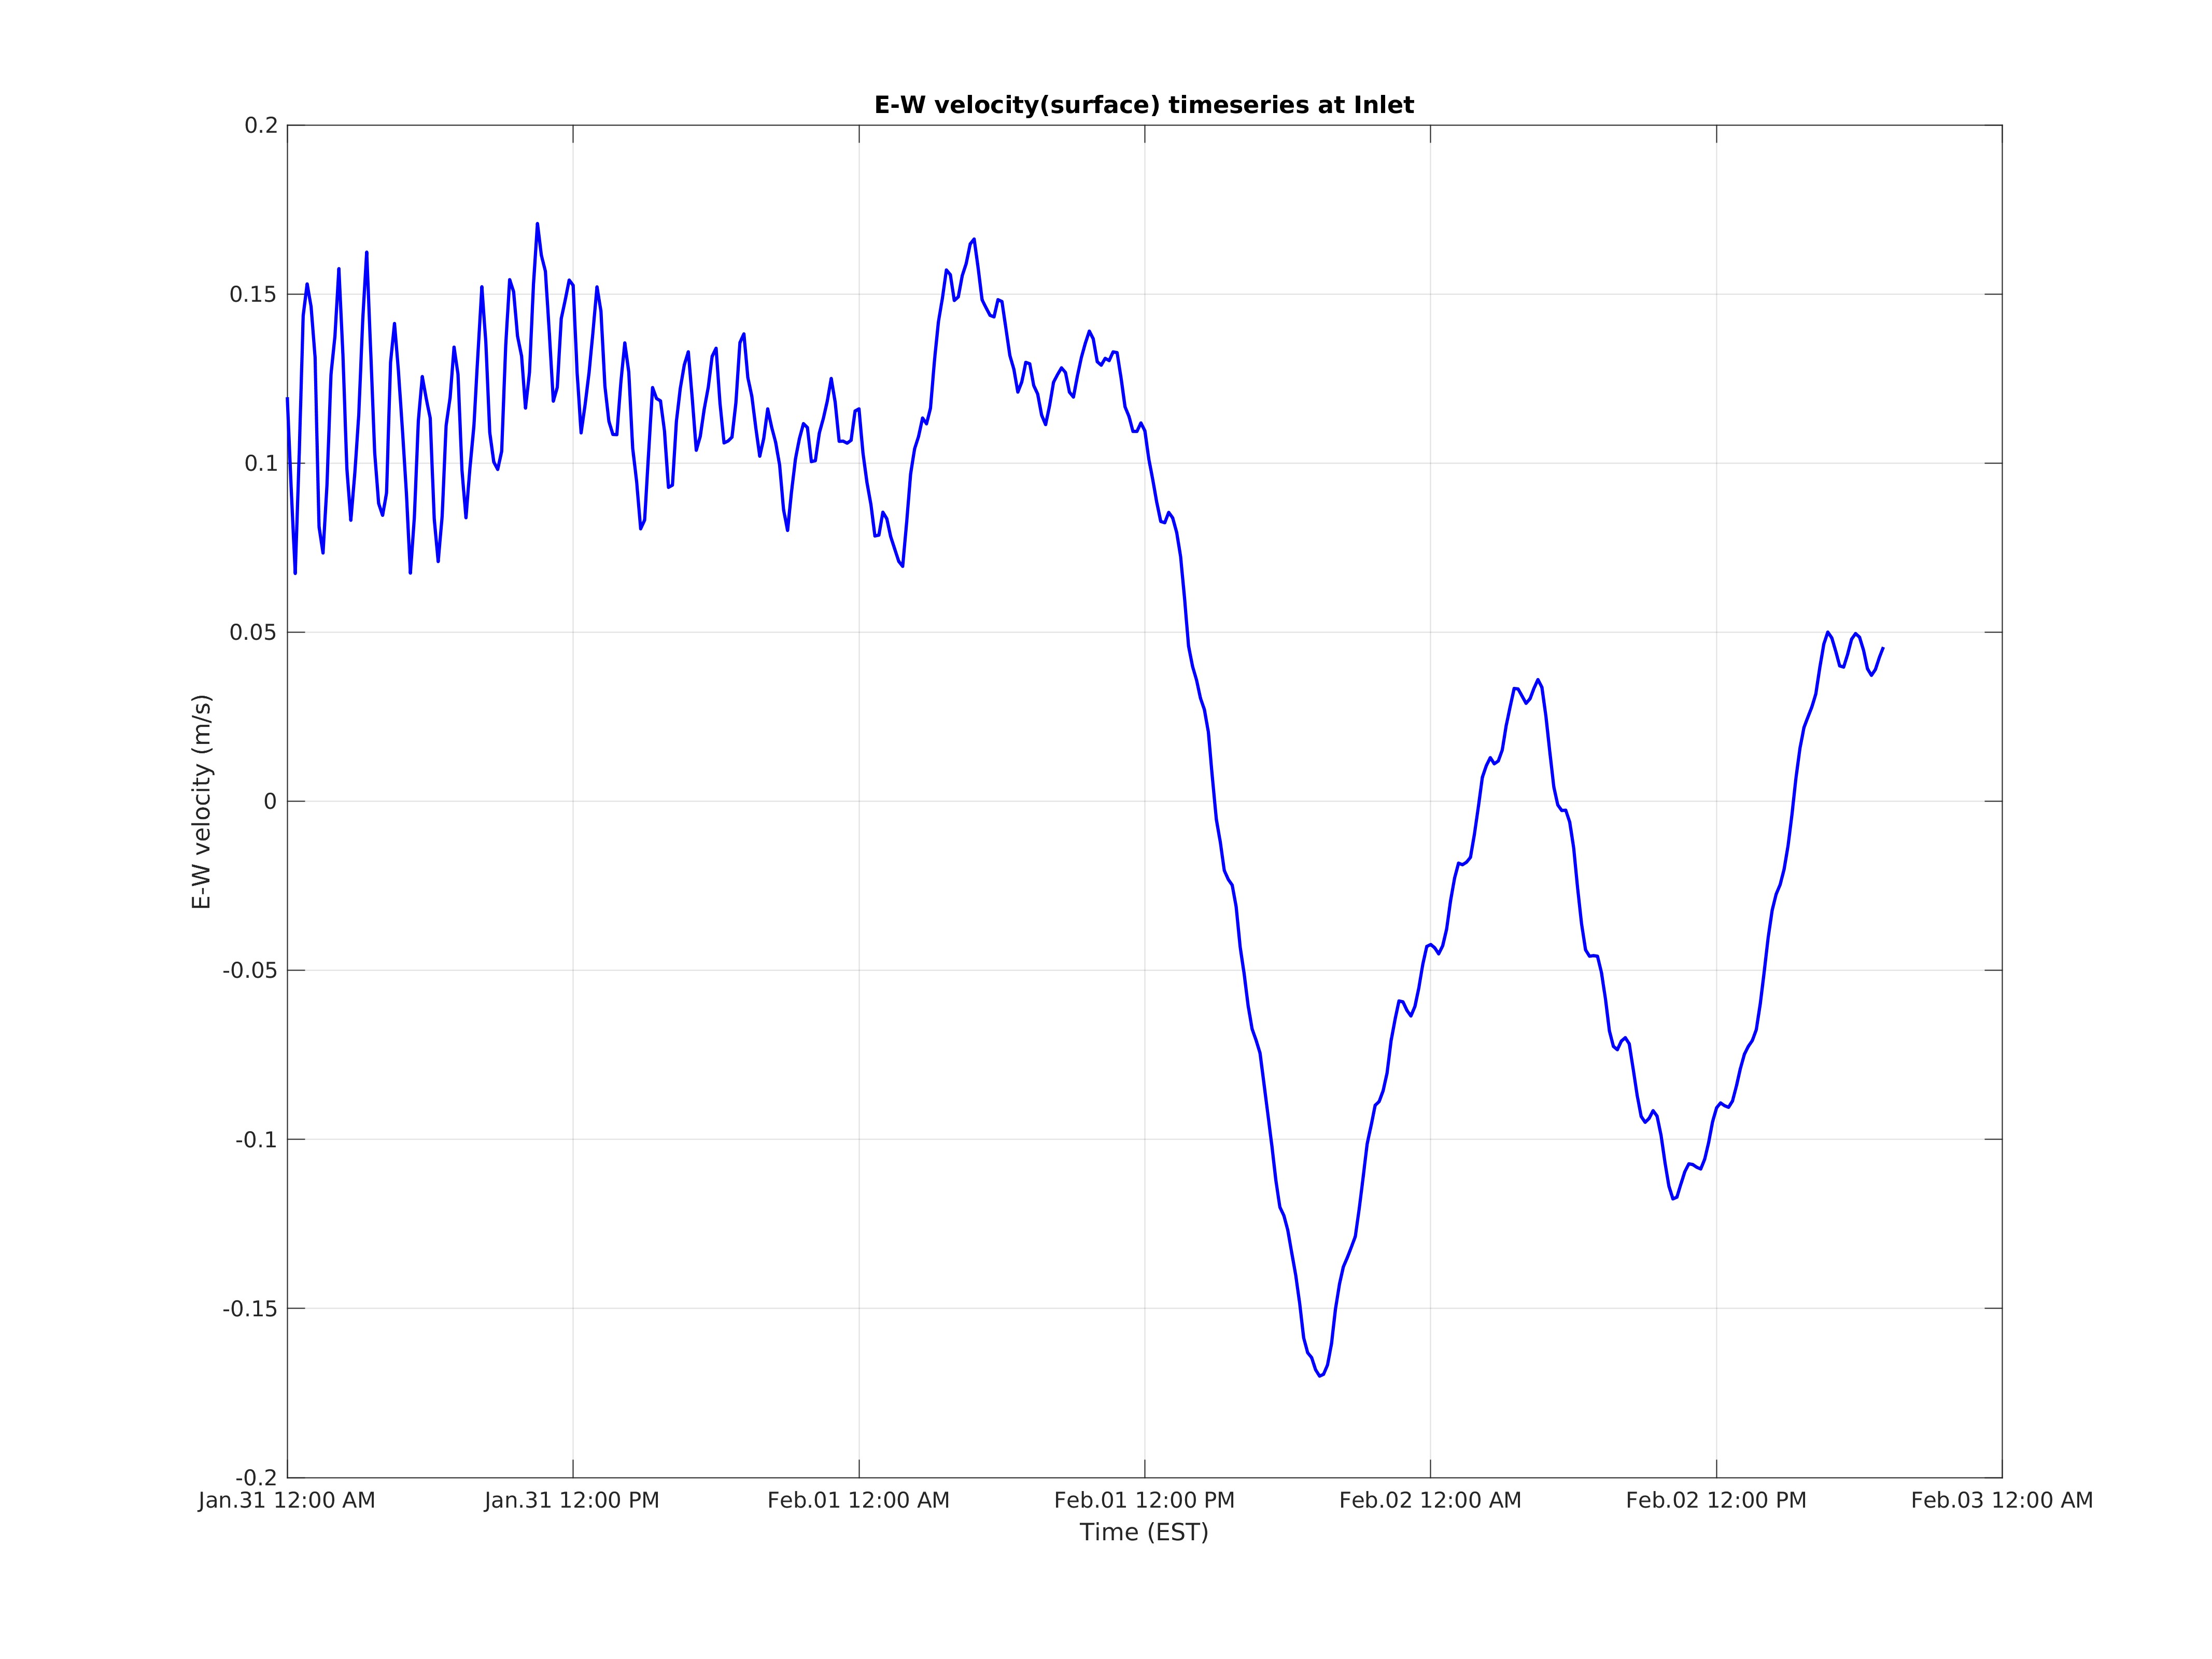 E-W velocity(surface) timeseries at Inlet
0.2
0.15
0.1
0.05
0
-0.05
-0.1
-0.15
-0.2
E-W velocity (m/s)
Jan.31 12:00 AM Jan.31 12:00 PM Feb.01 12:00 AM Feb.01 12:00 PM Feb.02 12:00 AM Feb.02 12:00 PM Feb.03 12:00 AM
Time (EST)